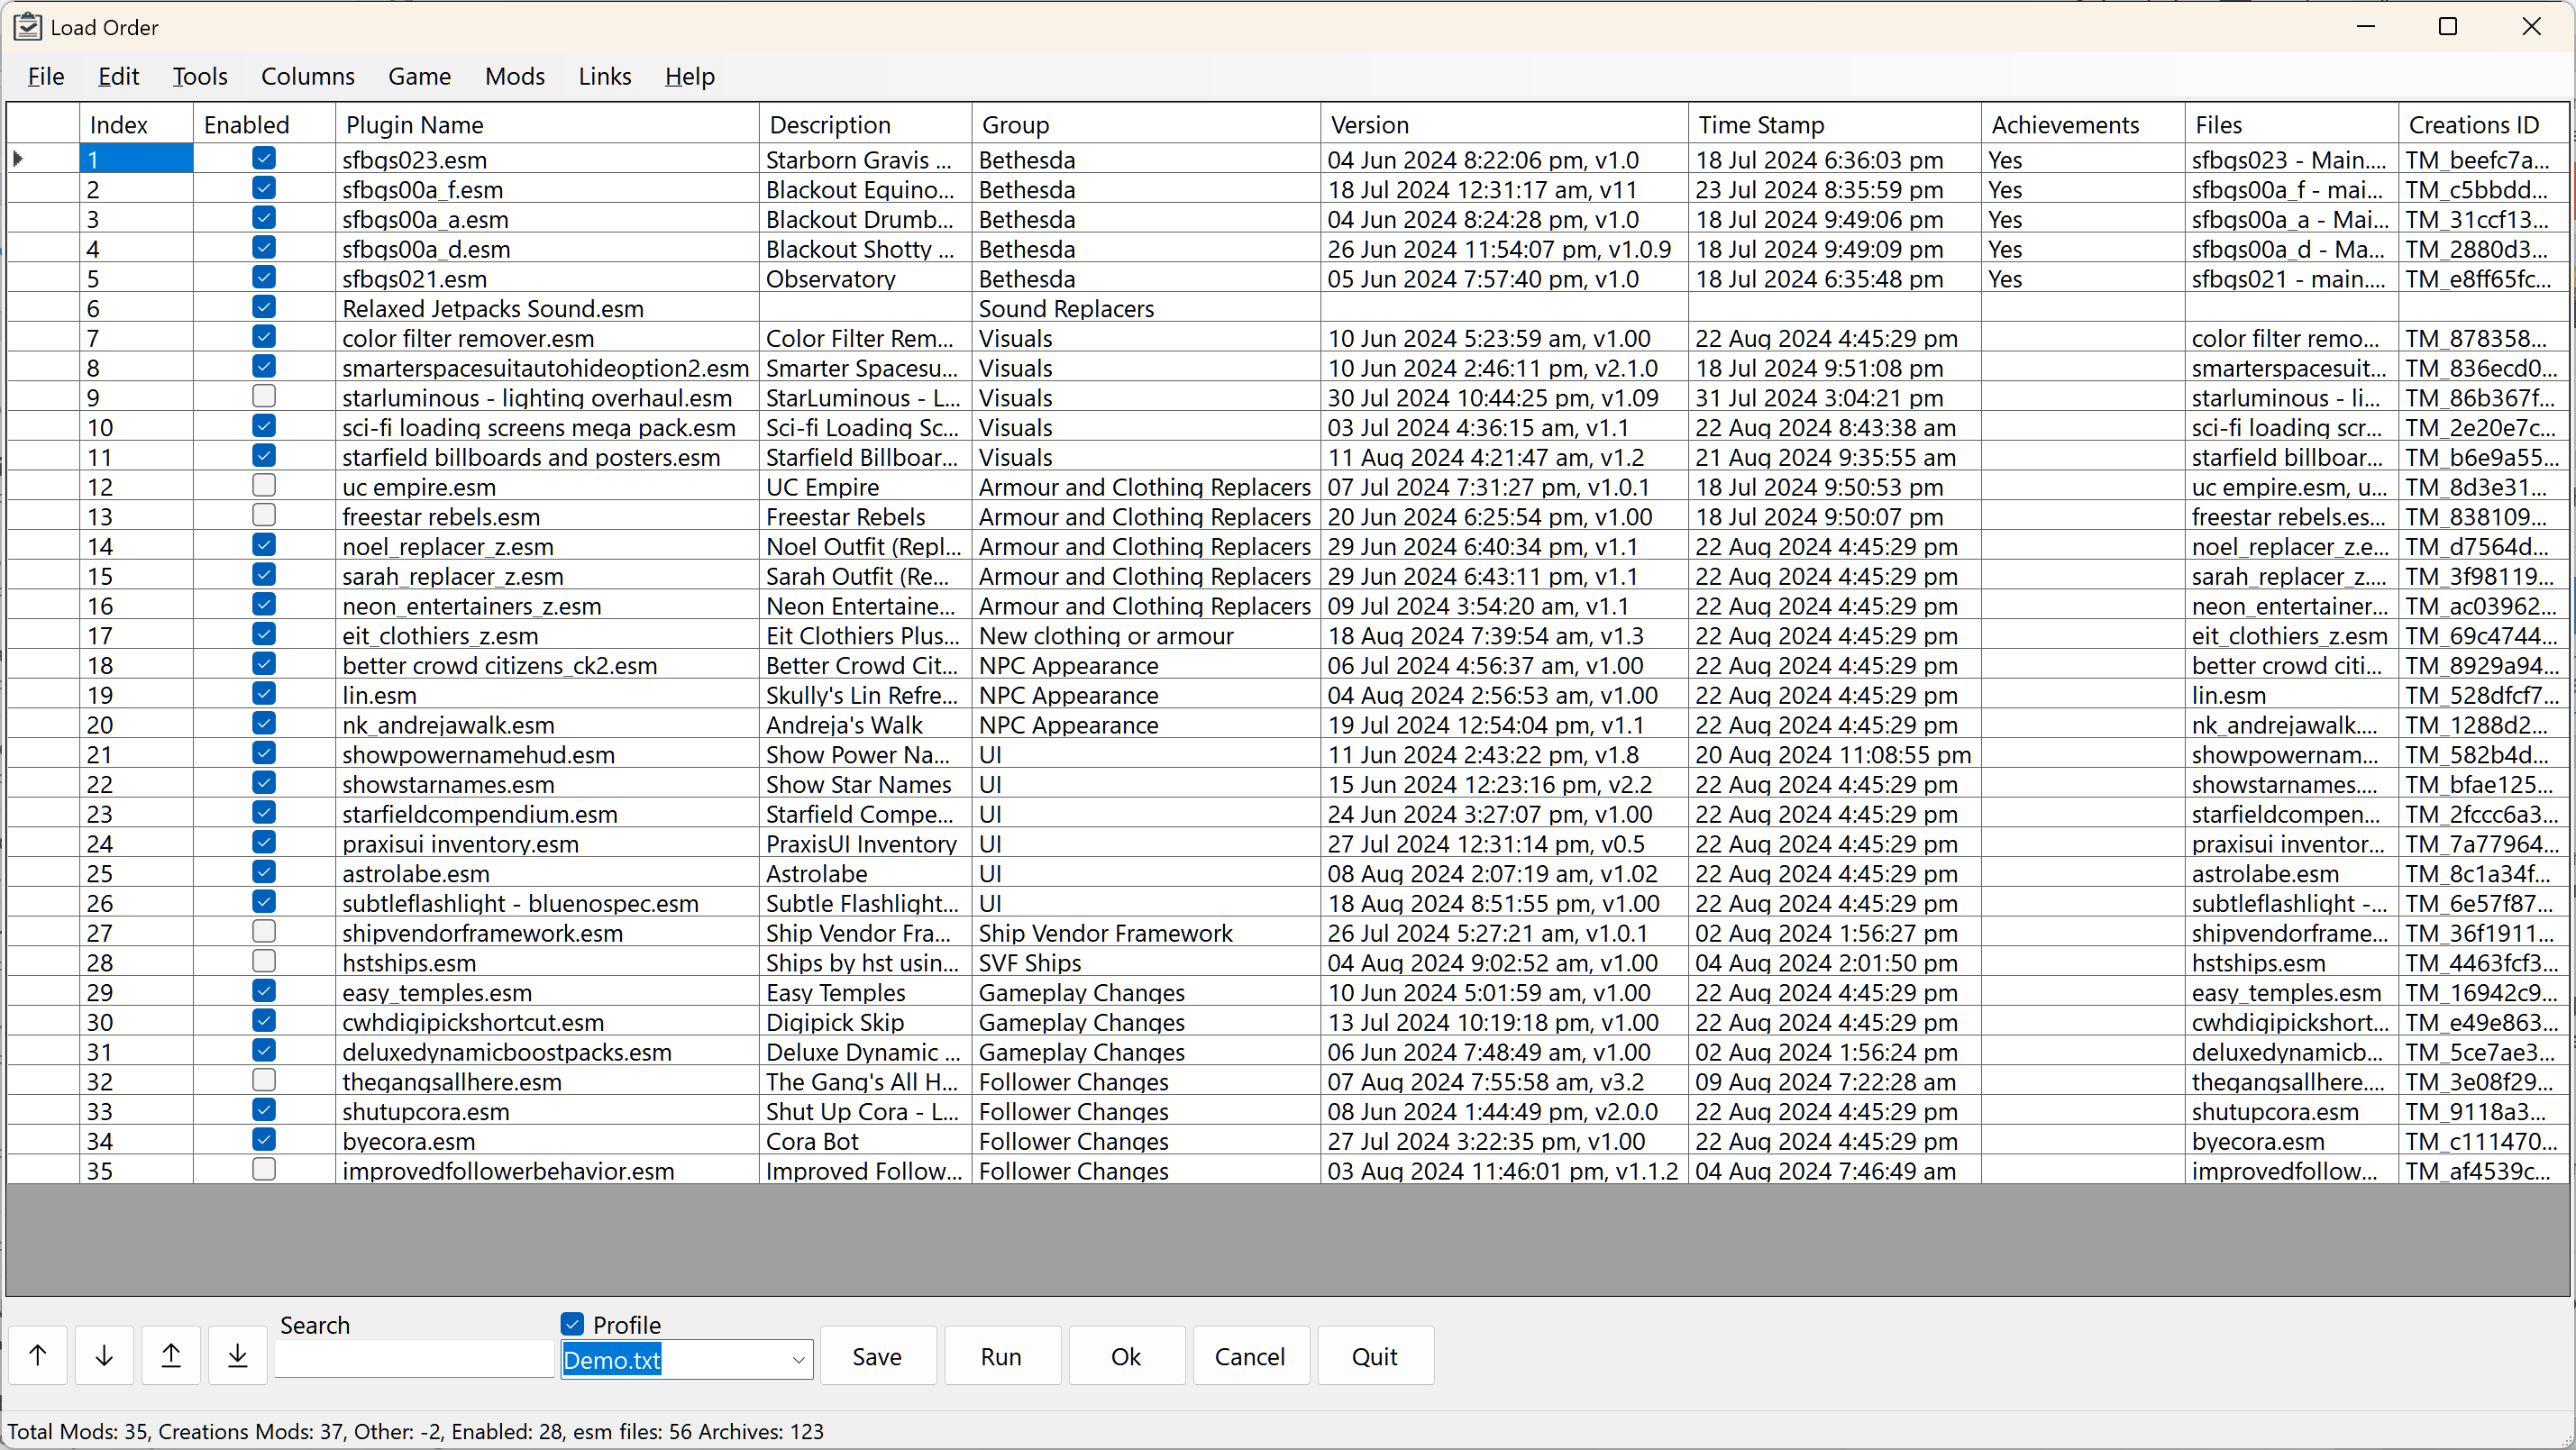 Load Order
File Edit Tools Columns Game Mods Links Help
Index Enabled Plugin Name Description Group Version Time Stamp Achievements Files Creations ID
1 sfbgs023.esm Starborn Gravis ... Bethesda 04 Jun 2024 8:22:06 pm, v1.0 18 Jul 2024 6:36:03 pm Yes sfbgs023 - Main.... TM_beefc7a...
2 sfbgs00a_f.esm Blackout Equino... Bethesda 18 Jul 2024 12:31:17 am, v11 23 Jul 2024 8:35:59 pm Yes sfbgs00a_f - mai... TM_c5bbdd...
3 sfbgs00a_a.esm Blackout Drumb... Bethesda 04 Jun 2024 8:24:28 pm, v1.0 18 Jul 2024 9:49:06 pm Yes sfbgs00a_a - Mai... TM_31ccf13...
4 sfbgs00a_d.esm Blackout Shotty ... Bethesda 26 Jun 2024 11:54:07 pm, v1.0.9 18 Jul 2024 9:49:09 pm Yes sfbgs00a_d - Ma... TM_2880d3...
5 sfbgs021.esm Observatory Bethesda 05 Jun 2024 7:57:40 pm, v1.0 18 Jul 2024 6:35:48 pm Yes sfbgs021 - main.... TM_e8ff65fc...
6 Relaxed Jetpacks Sound.esm Sound Replacers
7 color filter remover.esm Color Filter Rem... Visuals 10 Jun 2024 5:23:59 am, v1.00 22 Aug 2024 4:45:29 pm color filter remo... TM_878358...
8 smarterspacesuitautohideoption2.esm Smarter Spacesu... Visuals 10 Jun 2024 2:46:11 pm, v2.1.0 18 Jul 2024 9:51:08 pm smarterspacesuit... TM_836ecd0...
9 starluminous - lighting overhaul.esm StarLuminous - L... Visuals 30 Jul 2024 10:44:25 pm, v1.09 31 Jul 2024 3:04:21 pm starluminous - li... TM_86b367f...
10 sci-fi loading screens mega pack.esm Sci-fi Loading Sc... Visuals 03 Jul 2024 4:36:15 am, v1.1 22 Aug 2024 8:43:38 am sci-fi loading scr... TM_2e20e7c...
11 starfield billboards and posters.esm Starfield Billboar... Visuals 11 Aug 2024 4:21:47 am, v1.2 21 Aug 2024 9:35:55 am starfield billboar... TM_b6e9a55...
12 uc empire.esm UC Empire Armour and Clothing Replacers 07 Jul 2024 7:31:27 pm, v1.0.1 18 Jul 2024 9:50:53 pm uc empire.esm, u... TM_8d3e31...
13 freestar rebels.esm Freestar Rebels Armour and Clothing Replacers 20 Jun 2024 6:25:54 pm, v1.00 18 Jul 2024 9:50:07 pm freestar rebels.es... TM_838109...
14 noel_replacer_z.esm Noel Outfit (Repl... Armour and Clothing Replacers 29 Jun 2024 6:40:34 pm, v1.1 22 Aug 2024 4:45:29 pm noel_replacer_z.e... TM_d7564d...
15 sarah_replacer_z.esm Sarah Outfit (Re... Armour and Clothing Replacers 29 Jun 2024 6:43:11 pm, v1.1 22 Aug 2024 4:45:29 pm sarah_replacer_z.... TM_3f98119...
16 neon_entertainers_z.esm Neon Entertaine... Armour and Clothing Replacers 09 Jul 2024 3:54:20 am, v1.1 22 Aug 2024 4:45:29 pm neon_entertainer... TM_ac03962...
17 eit_clothiers_z.esm Eit Clothiers Plus... New clothing or armour 18 Aug 2024 7:39:54 am, v1.3 22 Aug 2024 4:45:29 pm eit_clothiers_z.esm TM_69c4744...
18 better crowd citizens_ck2.esm Better Crowd Cit... NPC Appearance 06 Jul 2024 4:56:37 am, v1.00 22 Aug 2024 4:45:29 pm better crowd citi... TM_8929a94...
19 lin.esm Skully's Lin Refre... NPC Appearance 04 Aug 2024 2:56:53 am, v1.00 22 Aug 2024 4:45:29 pm lin.esm TM_528dfcf7...
20 nk_andrejawalk.esm Andreja's Walk NPC Appearance 19 Jul 2024 12:54:04 pm, v1.1 22 Aug 2024 4:45:29 pm nk_andrejawalk.... TM_1288d2...
21 showpowernamehud.esm Show Power Na... UI 11 Jun 2024 2:43:22 pm, v1.8 20 Aug 2024 11:08:55 pm showpowernam... TM_582b4d...
22 showstarnames.esm Show Star Names UI 15 Jun 2024 12:23:16 pm, v2.2 22 Aug 2024 4:45:29 pm showstarnames.... TM_bfae125...
23 starfieldcompendium.esm Starfield Compe... UI 24 Jun 2024 3:27:07 pm, v1.00 22 Aug 2024 4:45:29 pm starfieldcompen... TM_2fccc6a3...
24 praxisui inventory.esm PraxisUI Inventory UI 27 Jul 2024 12:31:14 pm, v0.5 22 Aug 2024 4:45:29 pm praxisui inventor... TM_7a77964...
25 astrolabe.esm Astrolabe UI 08 Aug 2024 2:07:19 am, v1.02 22 Aug 2024 4:45:29 pm astrolabe.esm TM_8c1a34f...
26 subtleflashlight - bluenospec.esm Subtle Flashlight... UI 18 Aug 2024 8:51:55 pm, v1.00 22 Aug 2024 4:45:29 pm subtleflashlight -... TM_6e57f87...
27 shipvendorframework.esm Ship Vendor Fra... Ship Vendor Framework 26 Jul 2024 5:27:21 am, v1.0.1 02 Aug 2024 1:56:27 pm shipvendorframe... TM_36f1911...
28 hstships.esm Ships by hst usin... SVF Ships 04 Aug 2024 9:02:52 am, v1.00 04 Aug 2024 2:01:50 pm hstships.esm TM_4463fcf3...
29 easy_temples.esm Easy Temples Gameplay Changes 10 Jun 2024 5:01:59 am, v1.00 22 Aug 2024 4:45:29 pm easy_temples.esm TM_16942c9...
30 cwhdigipickshortcut.esm Digipick Skip Gameplay Changes 13 Jul 2024 10:19:18 pm, v1.00 22 Aug 2024 4:45:29 pm cwhdigipickshort... TM_e49e863...
31 deluxedynamicboostpacks.esm Deluxe Dynamic ... Gameplay Changes 06 Jun 2024 7:48:49 am, v1.00 02 Aug 2024 1:56:24 pm deluxedynamicb... TM_5ce7ae3...
32 thegangsallhere.esm The Gang's All H... Follower Changes 07 Aug 2024 7:55:58 am, v3.2 09 Aug 2024 7:22:28 am thegangsallhere.... TM_3e08f29...
33 shutupcora.esm Shut Up Cora - L... Follower Changes 08 Jun 2024 1:44:49 pm, v2.0.0 22 Aug 2024 4:45:29 pm shutupcora.esm TM_9118a3...
34 byecora.esm Cora Bot Follower Changes 27 Jul 2024 3:22:35 pm, v1.00 22 Aug 2024 4:45:29 pm byecora.esm TM_c111470...
35 improvedfollowerbehavior.esm Improved Follow... Follower Changes 03 Aug 2024 11:46:01 pm, v1.1.2 04 Aug 2024 7:46:49 am improvedfollow... TM_af4539c...
Search Profile
Demo.txt Save Run Ok Cancel Quit
Total Mods: 35, Creations Mods: 37, Other: -2, Enabled: 28, esm files: 56 Archives: 123